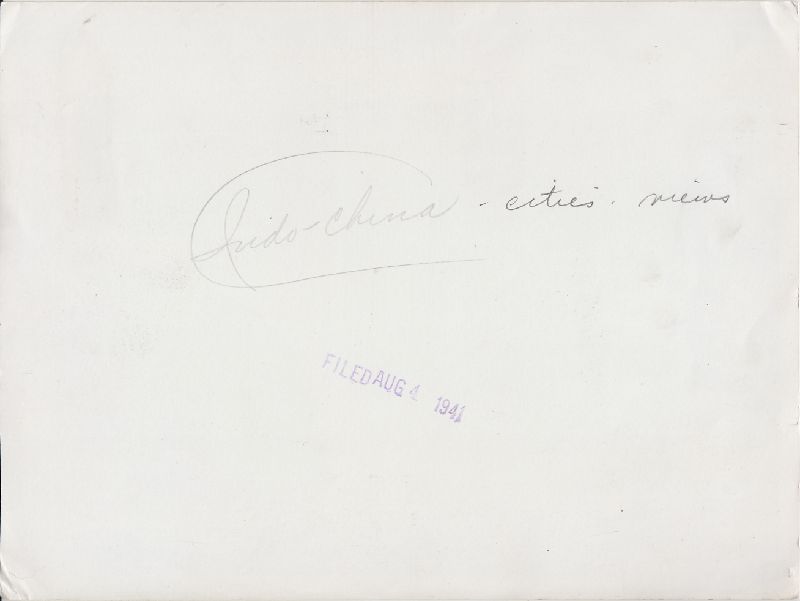 Indo-China - cities - views
FILED AUG 4 1941